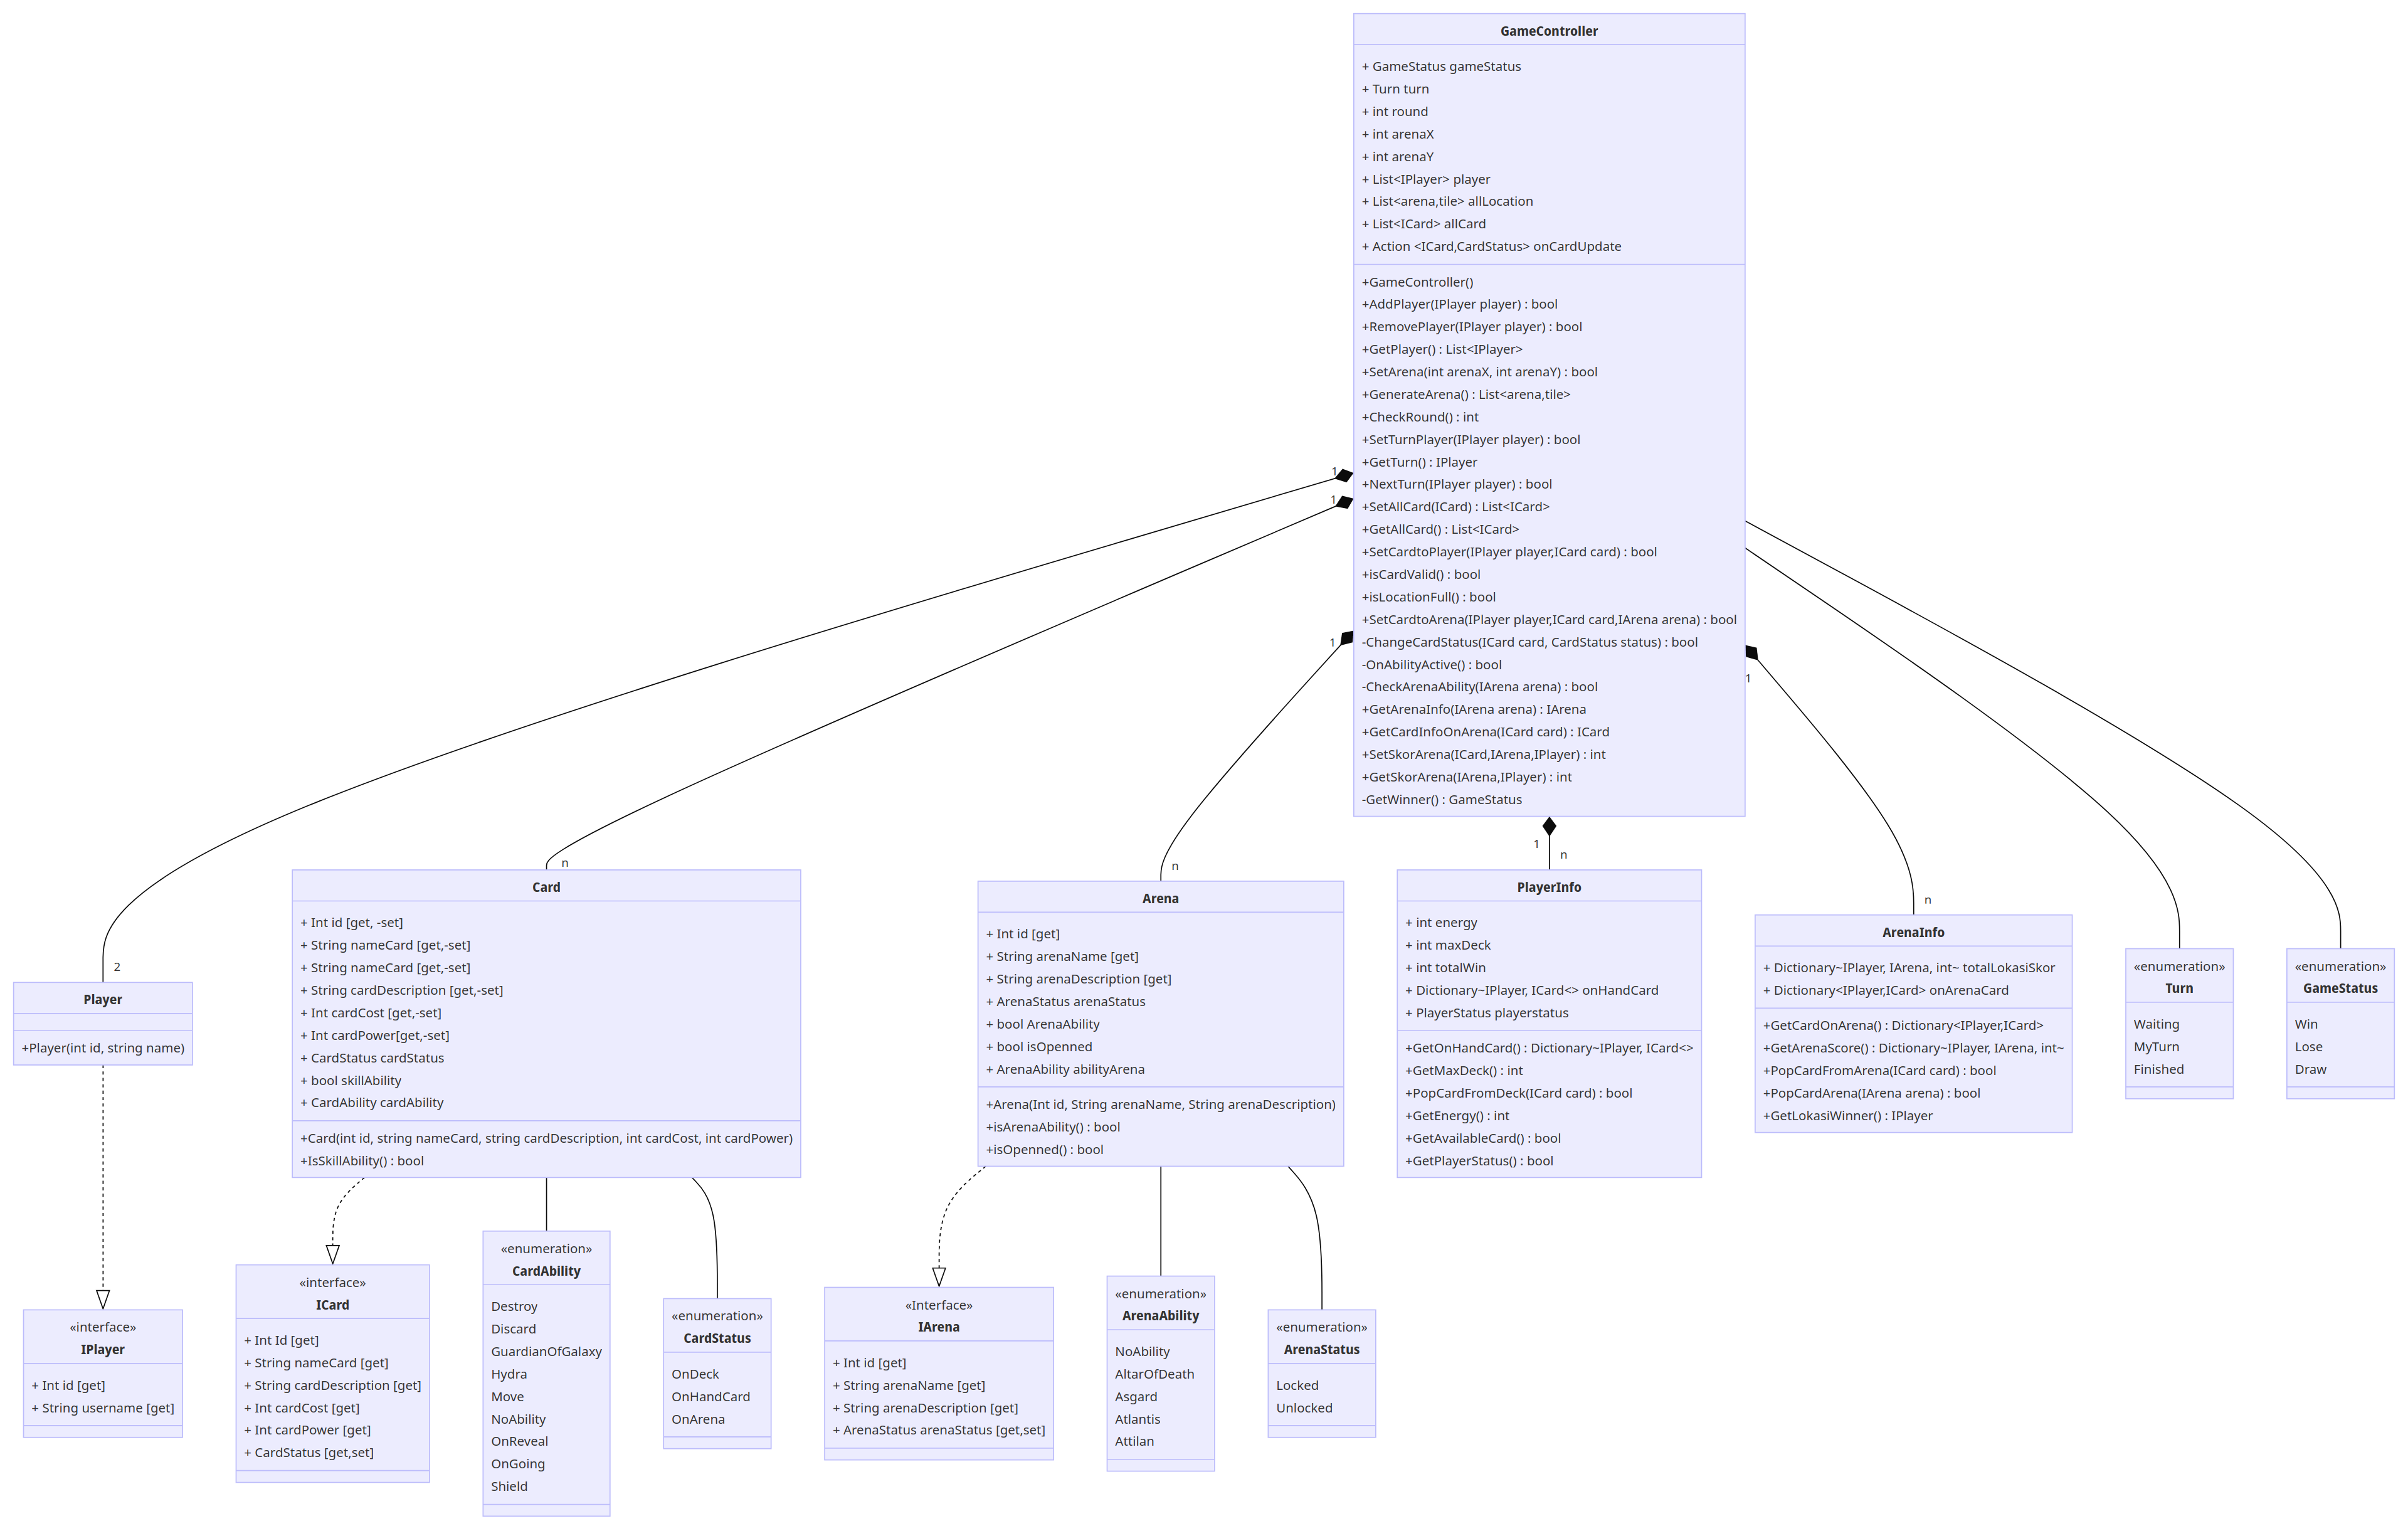 GameController
+ GameStatus gameStatus
+ Turn turn
+ int round
+ int arenaX
+ int arenaY
+ List<IPlayer> player
+ List<arena,tile> allLocation
+ List<ICard> allCard
+ Action <ICard,CardStatus> onCardUpdate
+GameController()
+AddPlayer(IPlayer player) : bool
+RemovePlayer(IPlayer player) : bool
+GetPlayer() : List<IPlayer>
+SetArena(int arenaX, int arenaY) : bool
+GenerateArena() : List<arena,tile>
+CheckRound() : int
+SetTurnPlayer(IPlayer player) : bool
+GetTurn() : IPlayer
+NextTurn(IPlayer player) : bool
+SetAllCard(ICard) : List<ICard>
+GetAllCard() : List<ICard>
+SetCardtoPlayer(IPlayer player,ICard card) : bool
+isCardValid() : bool
+isLocationFull() : bool
+SetCardtoArena(IPlayer player,ICard card,IArena arena) : bool
-ChangeCardStatus(ICard card, CardStatus status) : bool
-OnAbilityActive() : bool
-CheckArenaAbility(IArena arena) : bool
+GetArenaInfo(IArena arena) : IArena
+GetCardInfoOnArena(ICard card) : ICard
+SetSkorArena(ICard,IArena,IPlayer) : int
+GetSkorArena(IArena,IPlayer) : int
-GetWinner() : GameStatus
1
1
1
1
1
2
n
n
n
n
Player
+Player(int id, string name)
Card
+ Int id [get, -set]
+ String nameCard [get,-set]
+ String nameCard [get,-set]
+ String cardDescription [get,-set]
+ Int cardCost [get,-set]
+ Int cardPower[get,-set]
+ CardStatus cardStatus
+ bool skillAbility
+ CardAbility cardAbility
+Card(int id, string nameCard, string cardDescription, int cardCost, int cardPower)
+IsSkillAbility() : bool
Arena
+ Int id [get]
+ String arenaName [get]
+ String arenaDescription [get]
+ ArenaStatus arenaStatus
+ bool ArenaAbility
+ bool isOpenned
+ ArenaAbility abilityArena
+Arena(Int id, String arenaName, String arenaDescription)
+isArenaAbility() : bool
+isOpenned() : bool
PlayerInfo
+ int energy
+ int maxDeck
+ int totalWin
+ Dictionary~IPlayer, ICard<> onHandCard
+ PlayerStatus playerstatus
+GetOnHandCard() : Dictionary~IPlayer, ICard<>
+GetMaxDeck() : int
+PopCardFromDeck(ICard card) : bool
+GetEnergy() : int
+GetAvailableCard() : bool
+GetPlayerStatus() : bool
ArenaInfo
+ Dictionary~IPlayer, IArena, int~ totalLokasiSkor
+ Dictionary<IPlayer,ICard> onArenaCard
+GetCardOnArena() : Dictionary<IPlayer,ICard>
+GetArenaScore() : Dictionary~IPlayer, IArena, int~
+PopCardFromArena(ICard card) : bool
+PopCardArena(IArena arena) : bool
+GetLokasiWinner() : IPlayer
«enumeration»
Turn
Waiting
MyTurn
Finished
«enumeration»
GameStatus
Win
Lose
Draw
«interface»
IPlayer
+ Int id [get]
+ String username [get]
«interface»
ICard
+ Int Id [get]
+ String nameCard [get]
+ String cardDescription [get]
+ Int cardCost [get]
+ Int cardPower [get]
+ CardStatus [get,set]
«enumeration»
CardAbility
Destroy
Discard
GuardianOfGalaxy
Hydra
Move
NoAbility
OnReveal
OnGoing
Shield
«enumeration»
CardStatus
OnDeck
OnHandCard
OnArena
«Interface»
IArena
+ Int id [get]
+ String arenaName [get]
+ String arenaDescription [get]
+ ArenaStatus arenaStatus [get,set]
«enumeration»
ArenaAbility
NoAbility
AltarOfDeath
Asgard
Atlantis
Attilan
«enumeration»
ArenaStatus
Locked
Unlocked